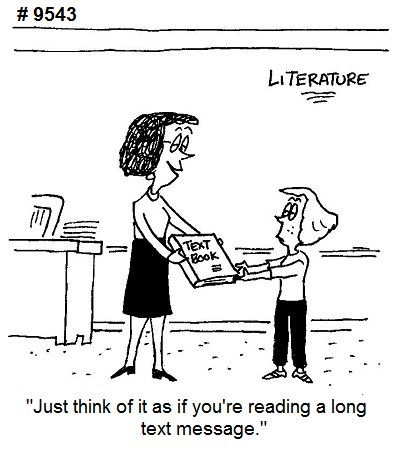 # 9543
LITERATURE
TEXT
BOOK
"Just think of it as if you're reading a long
text message."